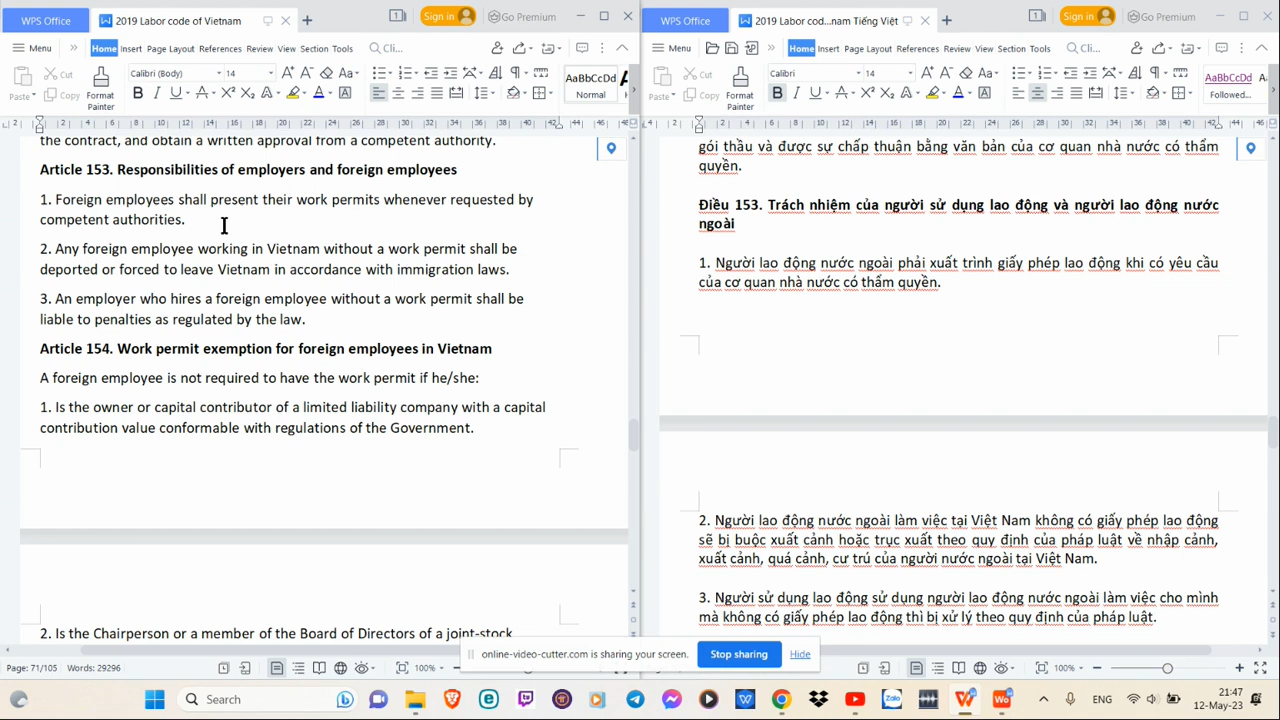 WPS Office
2019 Labor code of Vietnam
Sign in
Go Premium
Menu
Home Insert Page Layout References Review View Section Tools
Cli...
Paste
Cut
Copy
Format Painter
Calibri (Body)
14
AaBbCcDd
Normal
the contract, and obtain a written approval from a competent authority.
Article 153. Responsibilities of employers and foreign employees
1. Foreign employees shall present their work permits whenever requested by
competent authorities.
2. Any foreign employee working in Vietnam without a work permit shall be
deported or forced to leave Vietnam in accordance with immigration laws.
3. An employer who hires a foreign employee without a work permit shall be
liable to penalties as regulated by the law.
Article 154. Work permit exemption for foreign employees in Vietnam
A foreign employee is not required to have the work permit if he/she:
1. Is the owner or capital contributor of a limited liability company with a capital
contribution value conformable with regulations of the Government.
2. Is the Chairperson or a member of the Board of Directors of a joint-stock
Page: 71/105 Words: 29296
100%
WPS Office
2019 Labor cod...nam Tiếng Việt
Sign in
Go Premium
Menu
Home Insert Page Layout References Review View Section Tools
Cli...
Paste
Cut
Copy
Format Painter
Calibri
14
AaBbCcDd
Followed...
gói thầu và được sự chấp thuận bằng văn bản của cơ quan nhà nước có thẩm
quyền.
Điều 153. Trách nhiệm của người sử dụng lao động và người lao động nước
ngoài
1. Người lao động nước ngoài phải xuất trình giấy phép lao động khi có yêu cầu
của cơ quan nhà nước có thẩm quyền.
2. Người lao động nước ngoài làm việc tại Việt Nam không có giấy phép lao động
sẽ bị buộc xuất cảnh hoặc trục xuất theo quy định của pháp luật về nhập cảnh,
xuất cảnh, quá cảnh, cư trú của người nước ngoài tại Việt Nam.
3. Người sử dụng lao động sử dụng người lao động nước ngoài làm việc cho mình
mà không có giấy phép lao động thì bị xử lý theo quy định của pháp luật.
100%
online-video-cutter.com is sharing your screen.
Stop sharing
Hide
Search
ENG
21:47
12-May-23